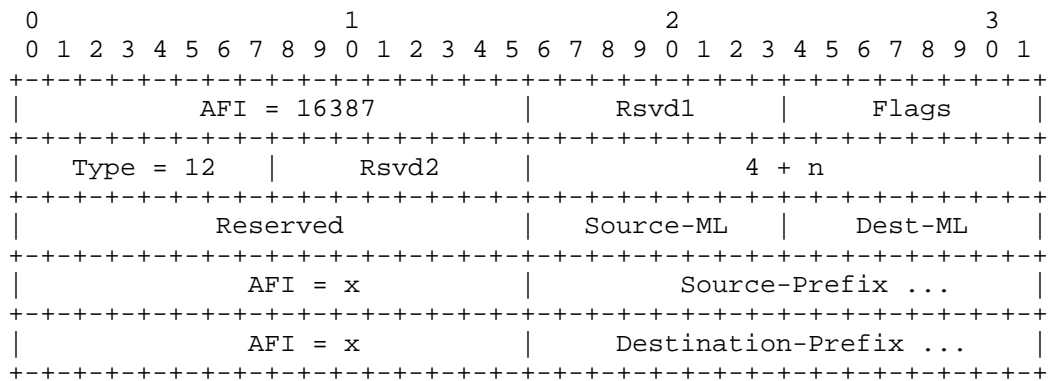 0                   1                   2                   3
 0 1 2 3 4 5 6 7 8 9 0 1 2 3 4 5 6 7 8 9 0 1 2 3 4 5 6 7 8 9 0 1
+-+-+-+-+-+-+-+-+-+-+-+-+-+-+-+-+-+-+-+-+-+-+-+-+-+-+-+-+-+-+-+-+
|           AFI = 16387         |     Rsvd1     |     Flags     |
+-+-+-+-+-+-+-+-+-+-+-+-+-+-+-+-+-+-+-+-+-+-+-+-+-+-+-+-+-+-+-+-+
|   Type = 12   |     Rsvd2     |             4 + n             |
+-+-+-+-+-+-+-+-+-+-+-+-+-+-+-+-+-+-+-+-+-+-+-+-+-+-+-+-+-+-+-+-+
|            Reserved           |   Source-ML   |    Dest-ML    |
+-+-+-+-+-+-+-+-+-+-+-+-+-+-+-+-+-+-+-+-+-+-+-+-+-+-+-+-+-+-+-+-+
|              AFI = x          |         Source-Prefix ...     |
+-+-+-+-+-+-+-+-+-+-+-+-+-+-+-+-+-+-+-+-+-+-+-+-+-+-+-+-+-+-+-+-+
|              AFI = x          |     Destination-Prefix ...    |
+-+-+-+-+-+-+-+-+-+-+-+-+-+-+-+-+-+-+-+-+-+-+-+-+-+-+-+-+-+-+-+-+